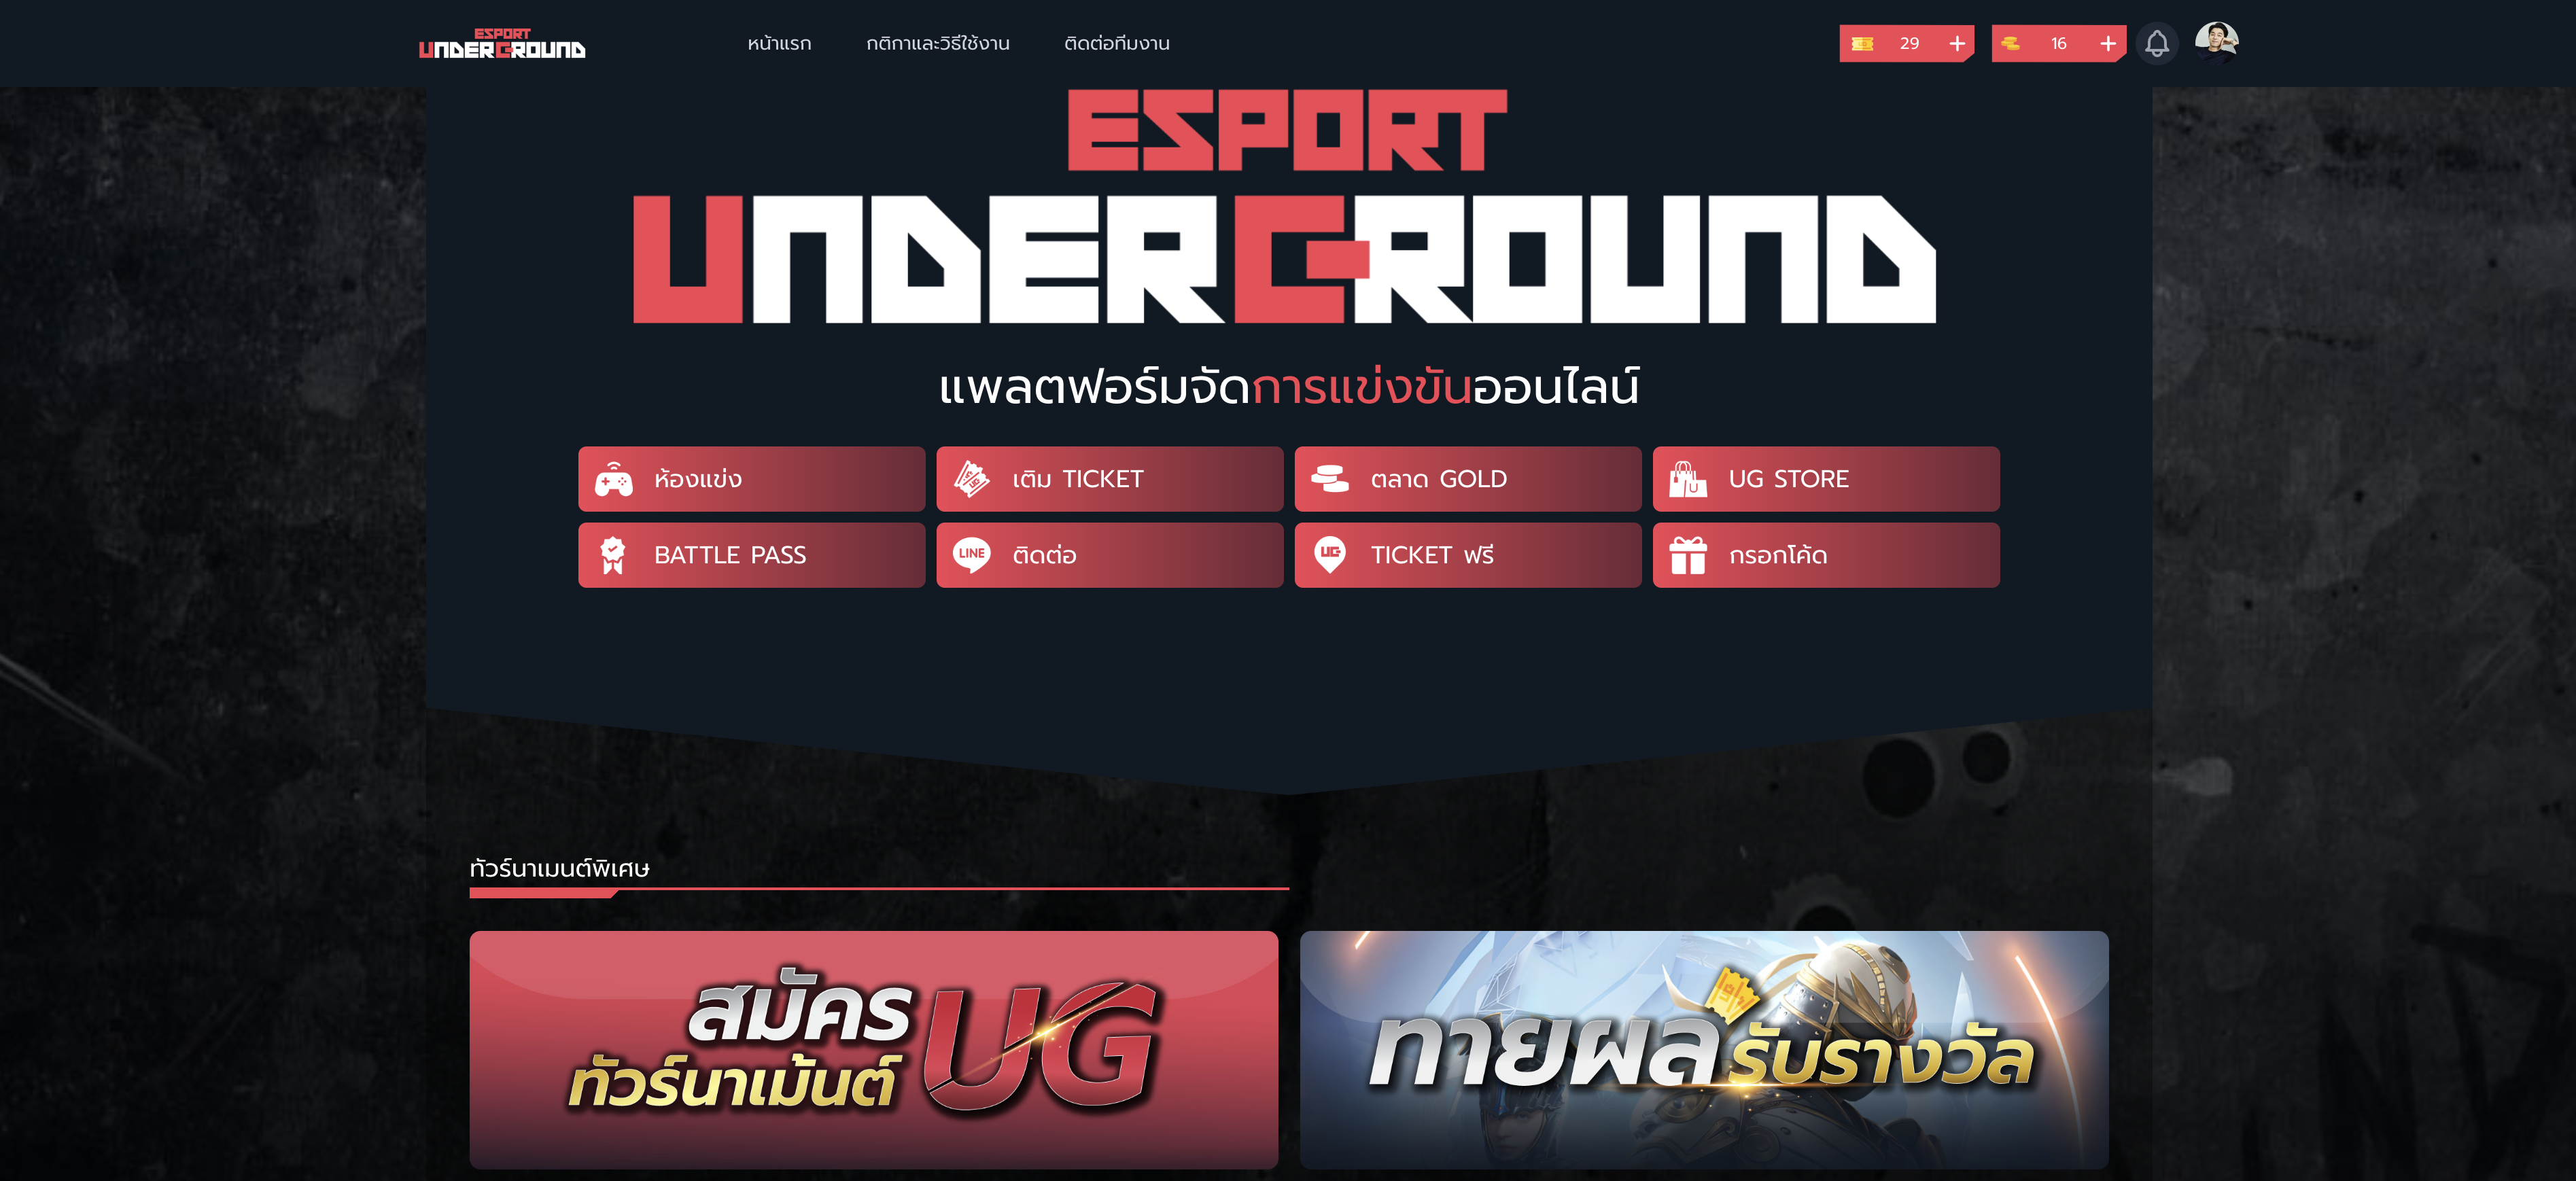 ESPORT
UNDERGROUND
หน้าแรก
กติกาและวิธีใช้งาน
ติดต่อทีมงาน
29
16
ESPORT
UNDERGROUND
แพลตฟอร์มจัดการแข่งขันออนไลน์
ห้องแข่ง
เติม TICKET
ตลาด GOLD
UG STORE
BATTLE PASS
LINE
ติดต่อ
UG
TICKET ฟรี
กรอกโค้ด
ทัวร์นาเมนต์พิเศษ
สมัคร
ทัวร์นาเม้นต์
UG
ทายผล
รับรางวัล